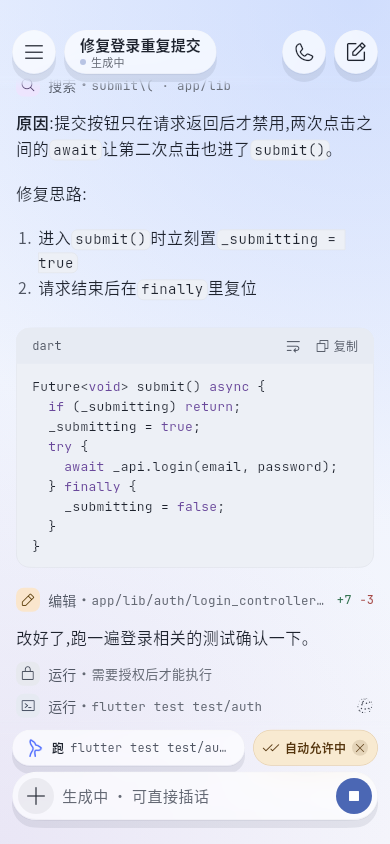 修复登录重复提交
生成中
搜索 · submit\( · app/lib
原因:提交按钮只在请求返回后才禁用,两次点击之
间的 await 让第二次点击也进了 submit()。
修复思路:
1. 进入 submit() 时立刻置 _submitting =
true
2. 请求结束后在 finally 里复位
dart 复制
Future<void> submit() async {
if (_submitting) return;
_submitting = true;
try {
await _api.login(email, password);
} finally {
_submitting = false;
}
}
编辑 · app/lib/auth/login_controller… +7 -3
改好了,跑一遍登录相关的测试确认一下。
运行 · 需要授权后才能执行
运行 · flutter test test/auth
跑 flutter test test/au… 自动允许中
生成中 · 可直接插话